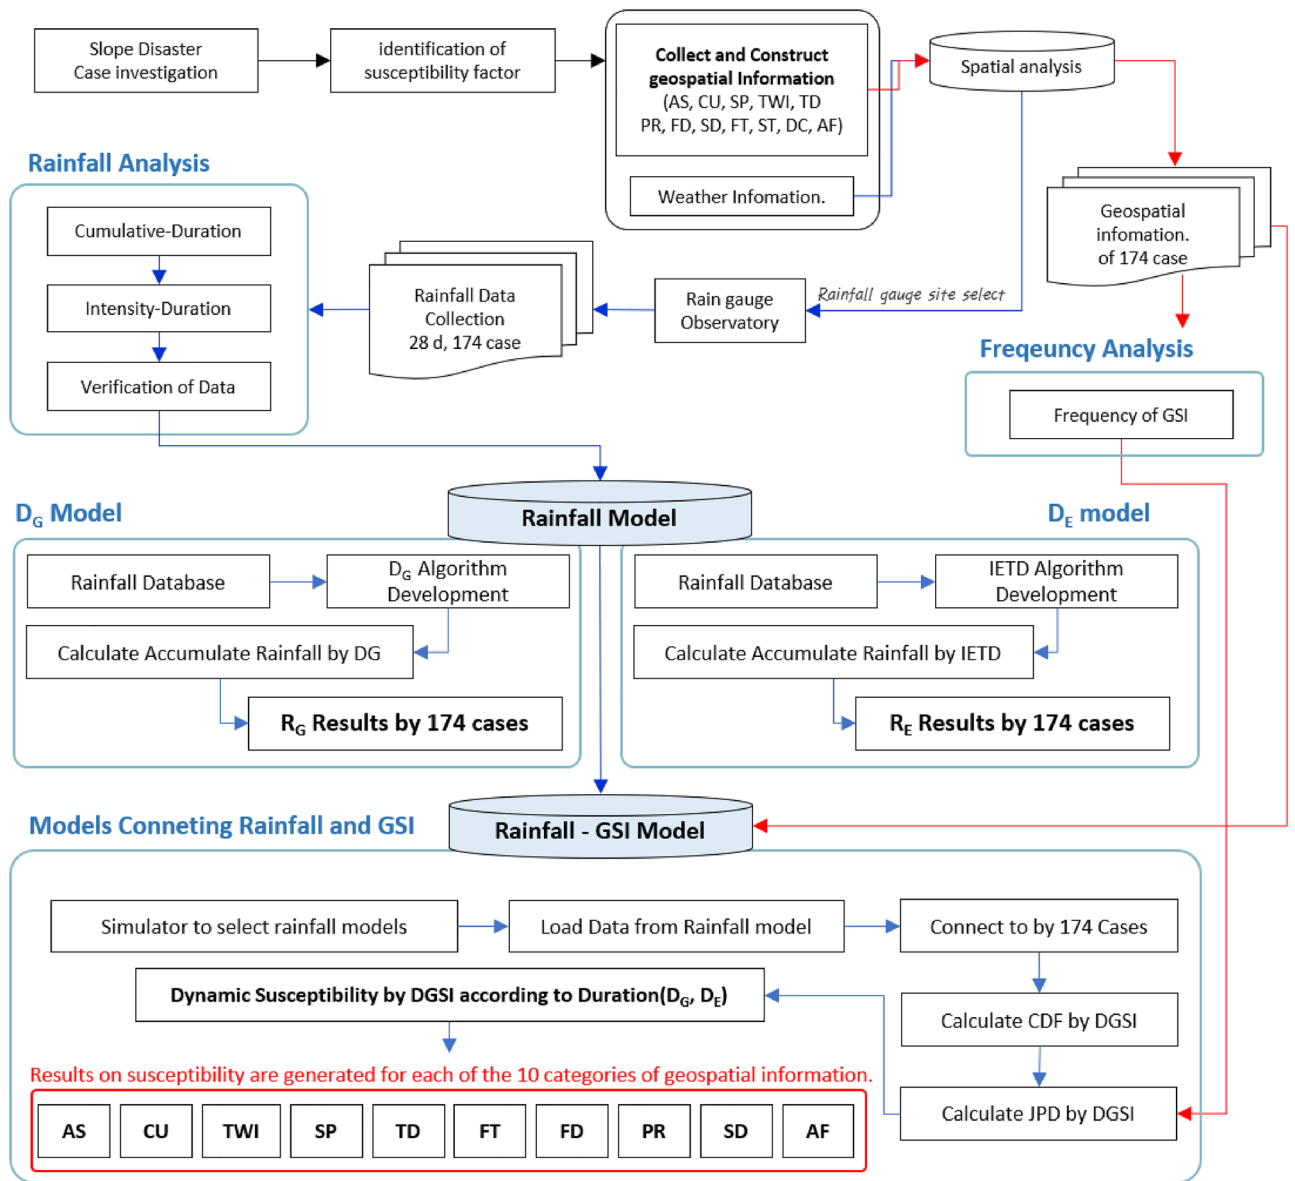 Slope Disaster
Case investigation
identification of
susceptibility factor
Collect and Construct
geospatial Information
(AS, CU, SP, TWI, TD
PR, FD, SD, FT, ST, DC, AF)
Weather Infomation.
Spatial analysis
Rainfall Analysis
Cumulative-Duration
Intensity-Duration
Verification of Data
Rainfall Data
Collection
28 d, 174 case
Rain gauge
Observatory
Rainfall gauge site select
Geospatial
infomation.
of 174 case
Freqeuncy Analysis
Frequency of GSI
Rainfall Model
DG Model
Rainfall Database
DG Algorithm
Development
Calculate Accumulate Rainfall by DG
RG Results by 174 cases
DE model
Rainfall Database
IETD Algorithm
Development
Calculate Accumulate Rainfall by IETD
RE Results by 174 cases
Models Conneting Rainfall and GSI
Rainfall - GSI Model
Simulator to select rainfall models
Load Data from Rainfall model
Connect to by 174 Cases
Dynamic Susceptibility by DGSI according to Duration(DG, DE)
Calculate CDF by DGSI
Calculate JPD by DGSI
Results on susceptibility are generated for each of the 10 categories of geospatial information.
AS CU TWI SP TD FT FD PR SD AF